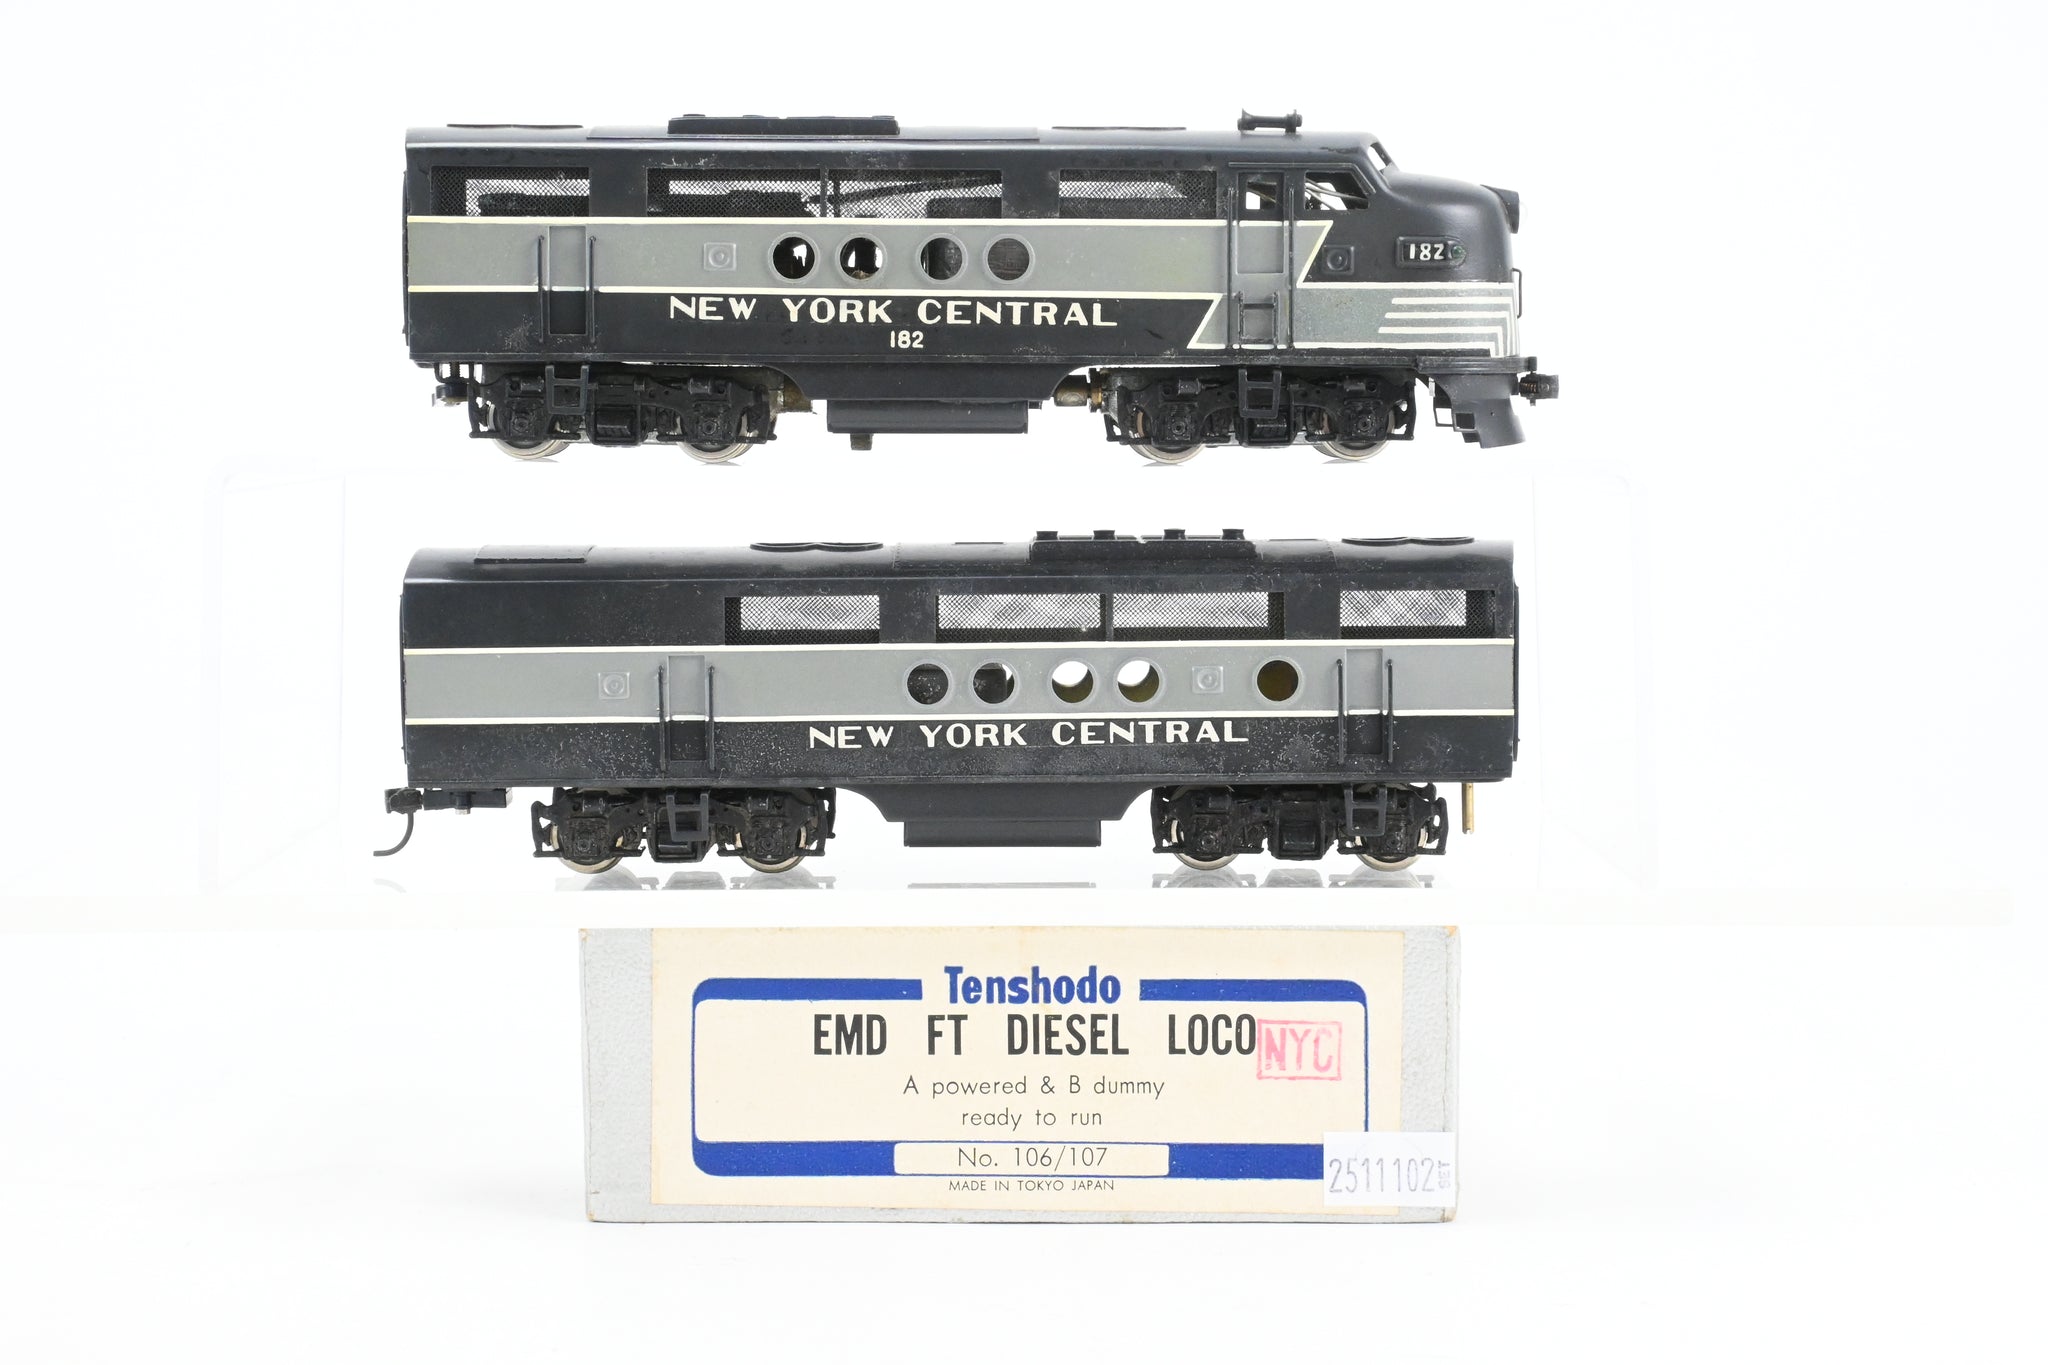 182
NEW YORK CENTRAL
182
NEW YORK CENTRAL
Tenshodo
EMD FT DIESEL LOCO
NYC
A powered & B dummy
ready to run
No. 106/107
MADE IN TOKYO JAPAN
2511102 SET